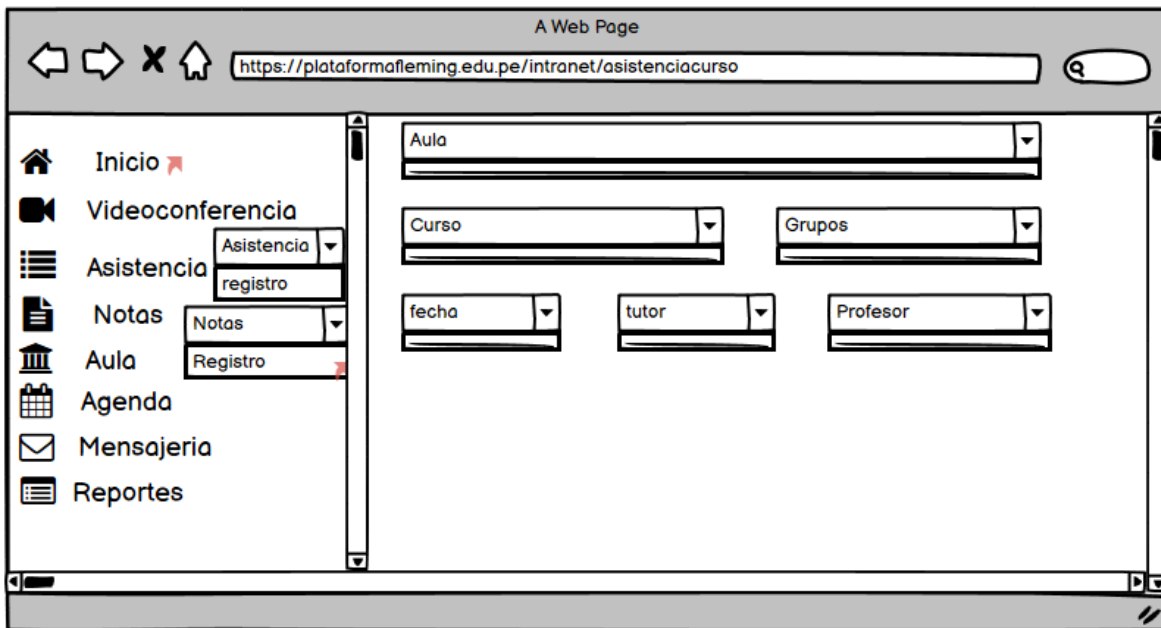 A Web Page
https://plataformafleming.edu.pe/intranet/asistenciacurso
Inicio
Videoconferencia
Asistencia
Asistencia
registro
Notas
Notas
Aula
Registro
Agenda
Mensajeria
Reportes
Aula
Curso
Grupos
fecha
tutor
Profesor